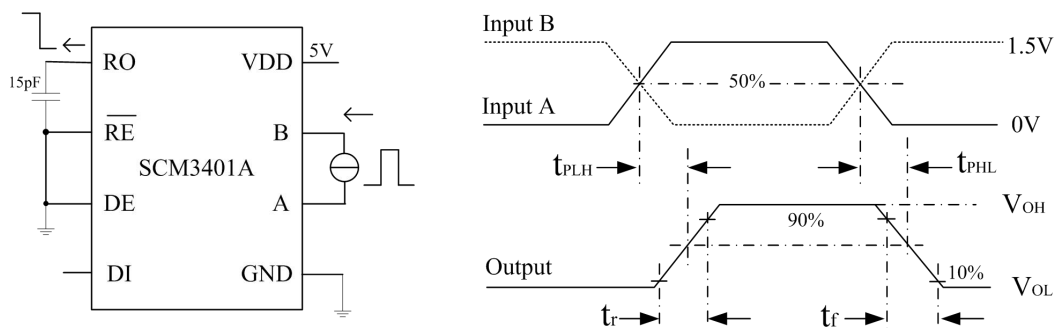 RO
VDD
5V
15pF
RE
B
SCM3401A
DE
A
DI
GND
Input B
1.5V
50%
Input A
0V
tPLH
tPHL
VOH
90%
Output
10%
VOL
tr
tf